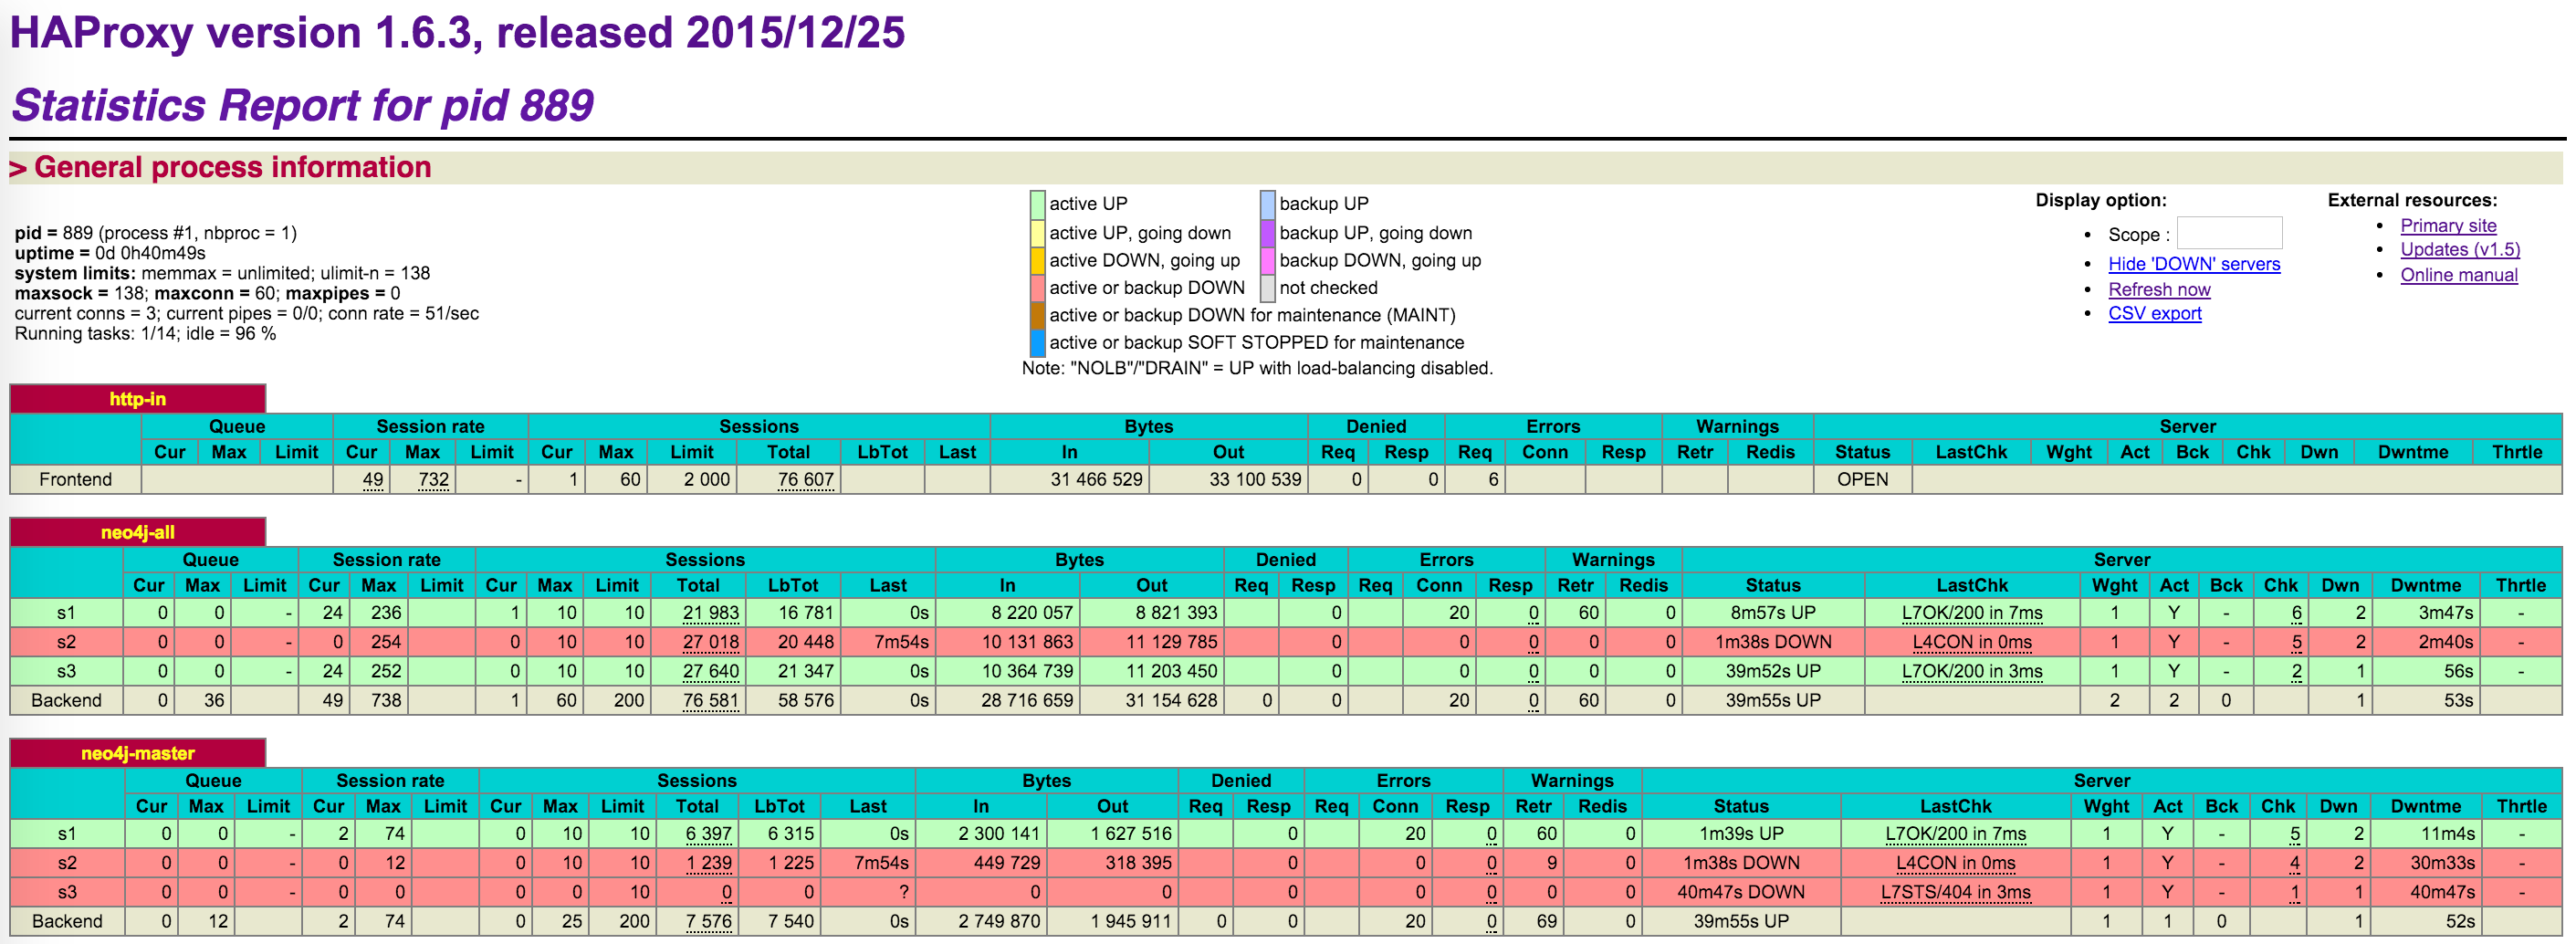 HAProxy version 1.6.3, released 2015/12/25
Statistics Report for pid 889
> General process information
pid = 889 (process #1, nbproc = 1)
uptime = 0d 0h40m49s
system limits: memmax = unlimited; ulimit-n = 138
maxsock = 138; maxconn = 60; maxpipes = 0
current conns = 3; current pipes = 0/0; conn rate = 51/sec
Running tasks: 1/14; idle = 96 %
active UP backup UP
active UP, going down backup UP, going down
active DOWN, going up backup DOWN, going up
active or backup DOWN not checked
active or backup DOWN for maintenance (MAINT)
active or backup SOFT STOPPED for maintenance
Note: "NOLB"/"DRAIN" = UP with load-balancing disabled.
Display option:
• Scope :
• Hide 'DOWN' servers
• Refresh now
• CSV export
External resources:
• Primary site
• Updates (v1.5)
• Online manual
http-in
Queue Session rate Sessions Bytes Denied Errors Warnings Server
Cur Max Limit Cur Max Limit Cur Max Limit Total LbTot Last In Out Req Resp Req Conn Resp Retr Redis Status LastChk Wght Act Bck Chk Dwn Dwntme Thrtle
Frontend 49 732 - 1 60 2 000 76 607 31 466 529 33 100 539 0 0 6 OPEN
neo4j-all
Queue Session rate Sessions Bytes Denied Errors Warnings Server
Cur Max Limit Cur Max Limit Cur Max Limit Total LbTot Last In Out Req Resp Req Conn Resp Retr Redis Status LastChk Wght Act Bck Chk Dwn Dwntme Thrtle
s1 0 0 - 24 236 1 10 10 21 983 16 781 0s 8 220 057 8 821 393 0 20 0 60 0 8m57s UP L7OK/200 in 7ms 1 Y - 6 2 3m47s -
s2 0 0 - 0 254 0 10 10 27 018 20 448 7m54s 10 131 863 11 129 785 0 0 0 0 0 1m38s DOWN L4CON in 0ms 1 Y - 5 2 2m40s -
s3 0 0 - 24 252 0 10 10 27 640 21 347 0s 10 364 739 11 203 450 0 0 0 0 0 39m52s UP L7OK/200 in 3ms 1 Y - 2 1 56s -
Backend 0 36 49 738 1 60 200 76 581 58 576 0s 28 716 659 31 154 628 0 0 20 0 60 0 39m55s UP 2 2 0 1 53s
neo4j-master
Queue Session rate Sessions Bytes Denied Errors Warnings Server
Cur Max Limit Cur Max Limit Cur Max Limit Total LbTot Last In Out Req Resp Req Conn Resp Retr Redis Status LastChk Wght Act Bck Chk Dwn Dwntme Thrtle
s1 0 0 - 2 74 0 10 10 6 397 6 315 0s 2 300 141 1 627 516 0 20 0 60 0 1m39s UP L7OK/200 in 7ms 1 Y - 5 2 11m4s -
s2 0 0 - 0 12 0 10 10 1 239 1 225 7m54s 449 729 318 395 0 0 0 9 0 1m38s DOWN L4CON in 0ms 1 Y - 4 2 30m33s -
s3 0 0 - 0 0 0 0 10 0 0 ? 0 0 0 0 0 0 0 40m47s DOWN L7STS/404 in 3ms 1 Y - 1 1 40m47s -
Backend 0 12 2 74 0 25 200 7 576 7 540 0s 2 749 870 1 945 911 0 0 20 0 69 0 39m55s UP 1 1 0 1 52s